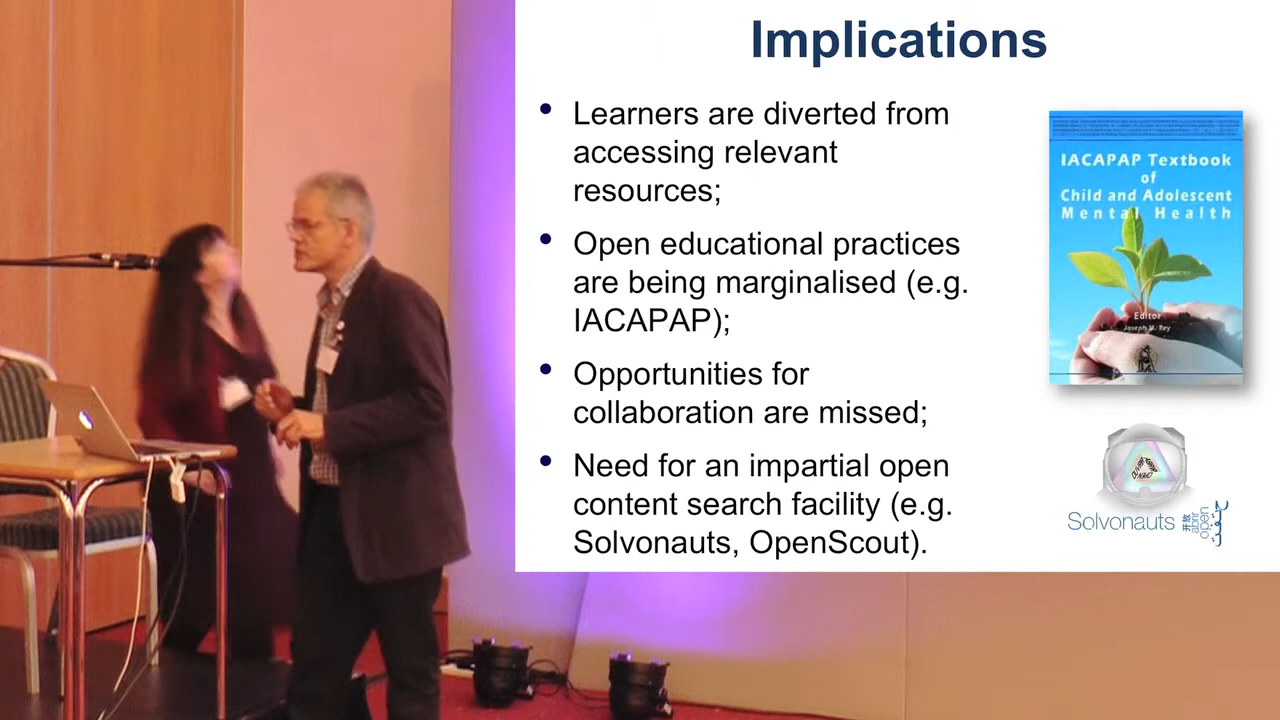 Implications
• Learners are diverted from
accessing relevant
resources;
• Open educational practices
are being marginalised (e.g.
IACAPAP);
• Opportunities for
collaboration are missed;
• Need for an impartial open
content search facility (e.g.
Solvonauts, OpenScout).
IACAPAP Textbook
of
Child and Adolescent
Mental Health
Editor
Joseph M. Rey
Solvonauts
open